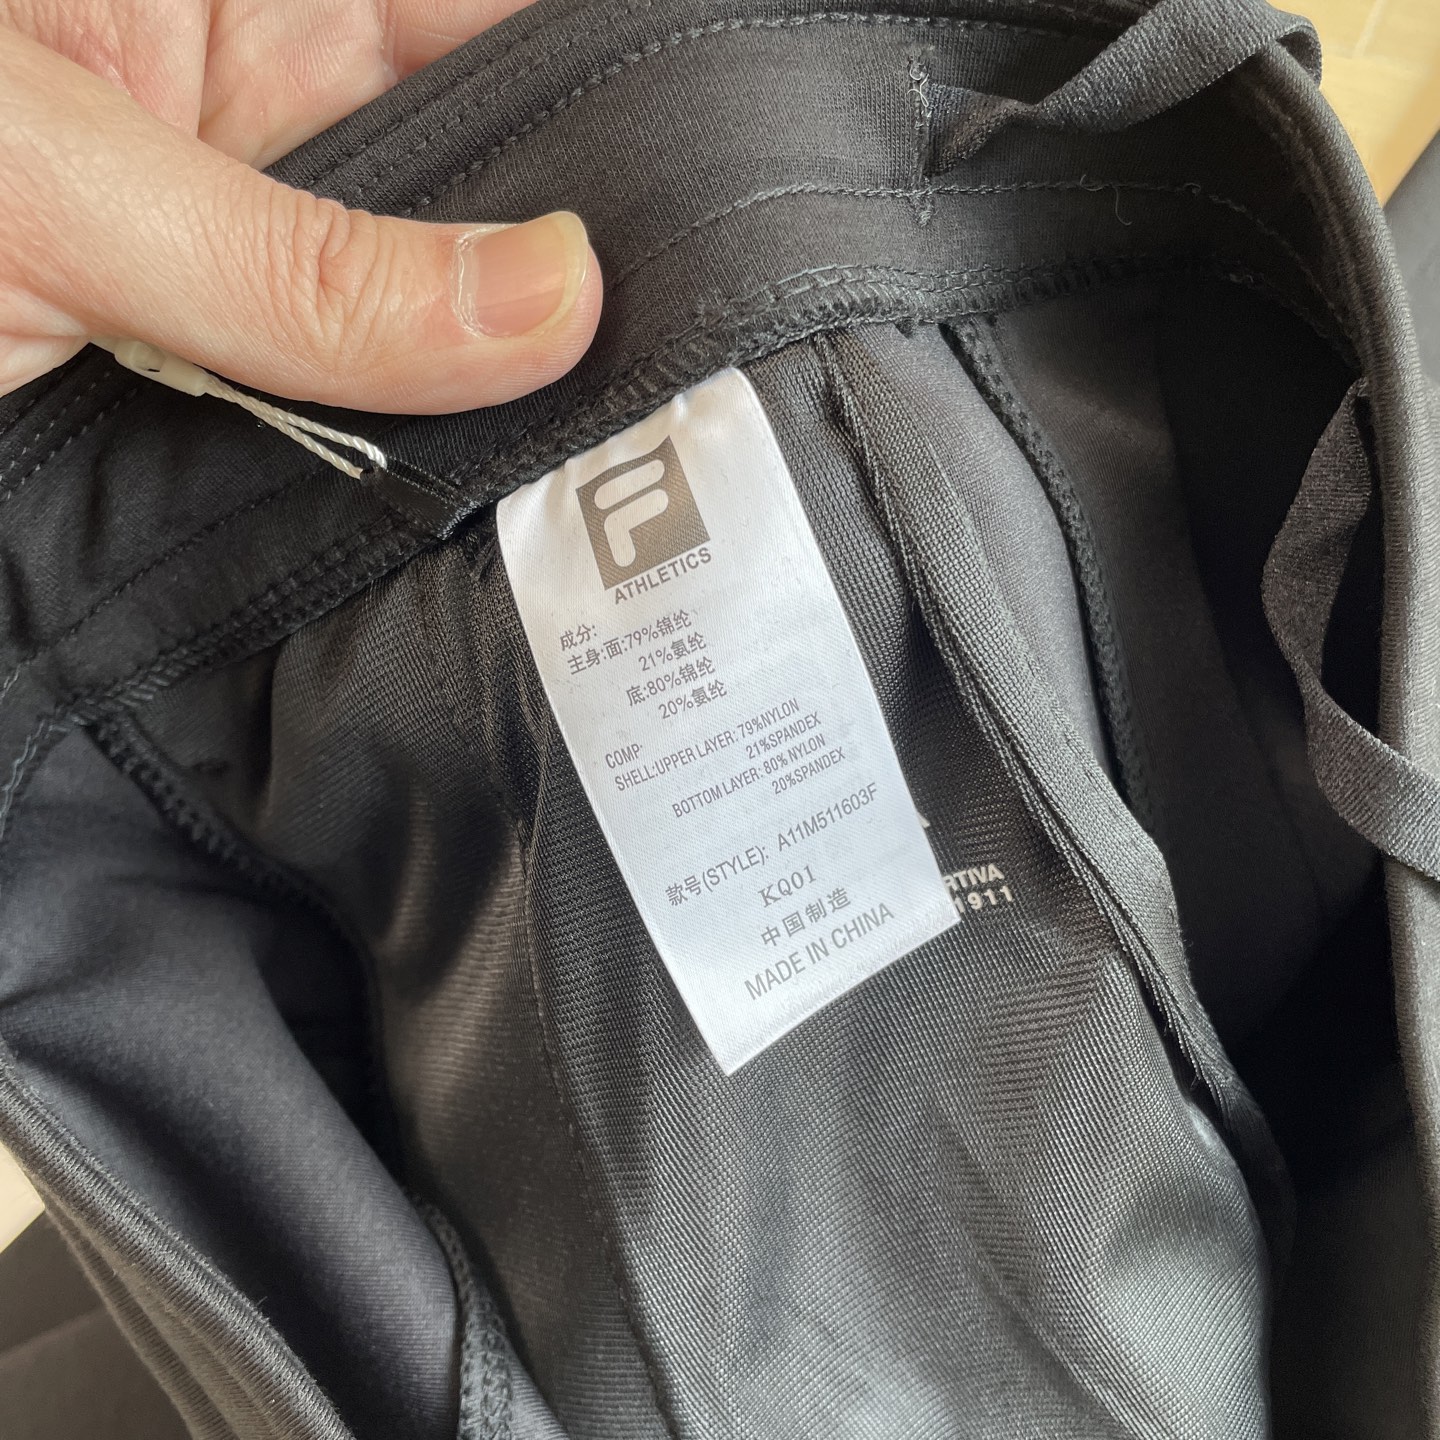 F
ATHLETICS
成分:
主身:面:79%锦纶
21%氨纶
底:80%锦纶
20%氨纶
COMP·
SHELL:UPPER LAYER: 79%NYLON
21%SPANDEX
BOTTOM LAYER: 80% NYLON
20%SPANDEX
款号(STYLE): A11M511603F
KQ01
中国制造
MADE IN CHINA
RTIVA
1911